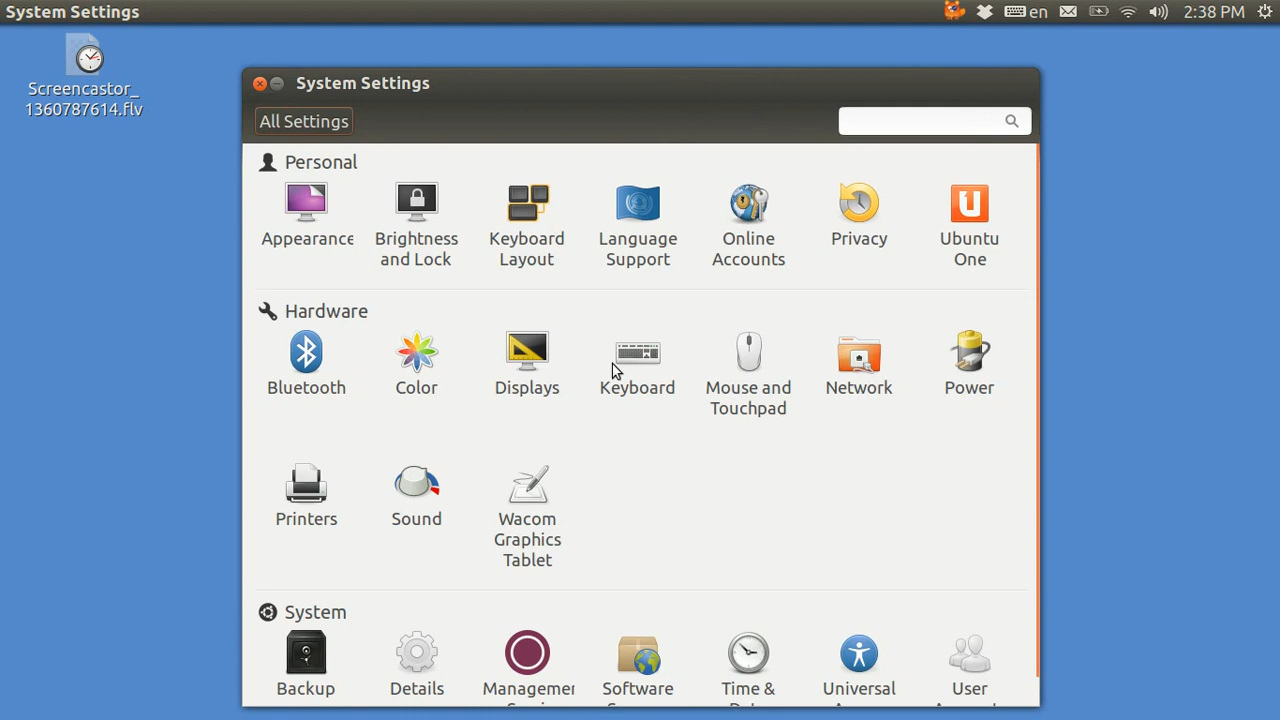 System Settings
en
2:38 PM
Screencastor_
1360787614.flv
System Settings
All Settings
Personal
Appearance
Brightness
and Lock
Keyboard
Layout
Language
Support
Online
Accounts
Privacy
Ubuntu
One
Hardware
Bluetooth
Color
Displays
Keyboard
Mouse and
Touchpad
Network
Power
Printers
Sound
Wacom
Graphics
Tablet
System
Backup
Details
Managemer
Software
Time &
Universal
User